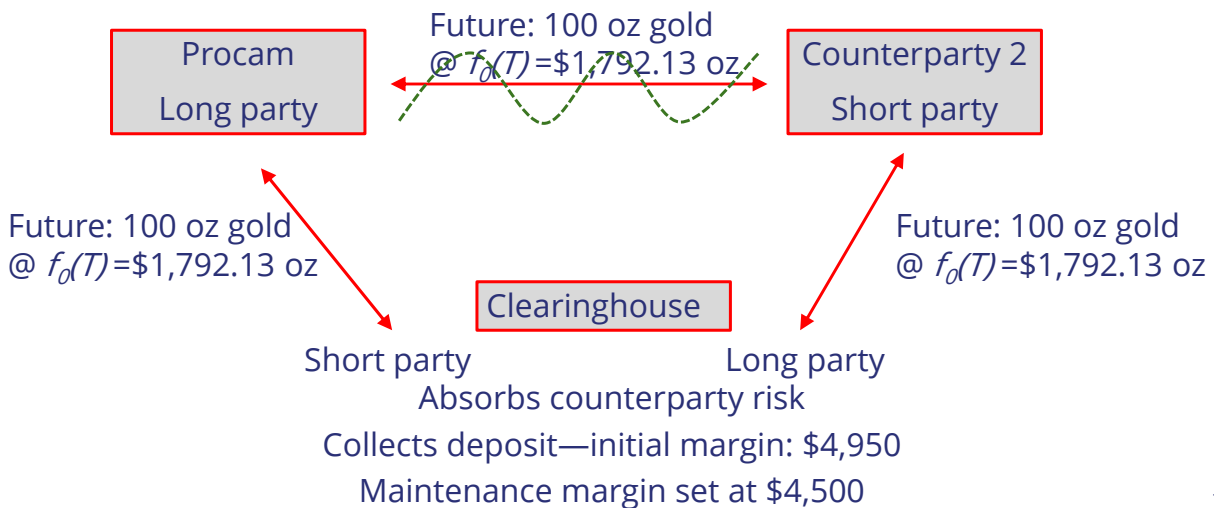 Future: 100 oz gold
@ f₀(T) =$1,792.13 oz
Procam
Long party
Counterparty 2
Short party
Future: 100 oz gold
@ f₀(T) =$1,792.13 oz
Future: 100 oz gold
@ f₀(T) =$1,792.13 oz
Clearinghouse
Short party
Long party
Absorbs counterparty risk
Collects deposit—initial margin: $4,950
Maintenance margin set at $4,500